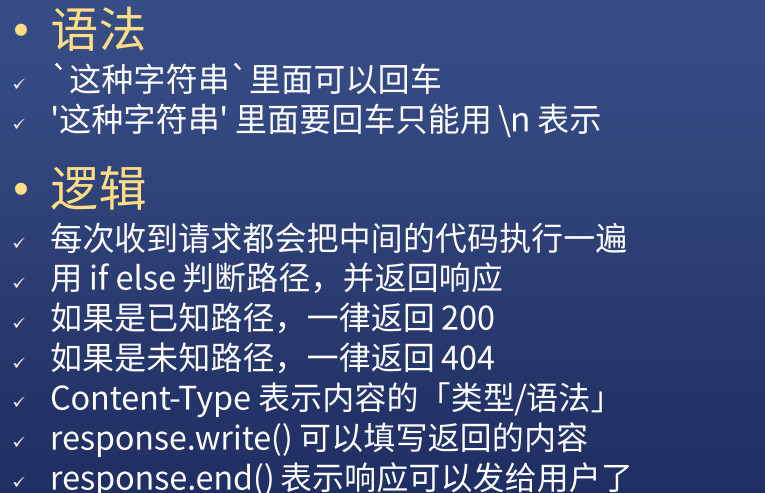 • 语法
✓ `这种字符串`里面可以回车
✓ '这种字符串' 里面要回车只能用 \n 表示
• 逻辑
✓ 每次收到请求都会把中间的代码执行一遍
✓ 用 if else 判断路径，并返回响应
✓ 如果是已知路径，一律返回 200
✓ 如果是未知路径，一律返回 404
✓ Content-Type 表示内容的「类型/语法」
✓ response.write() 可以填写返回的内容
✓ response.end() 表示响应可以发给用户了